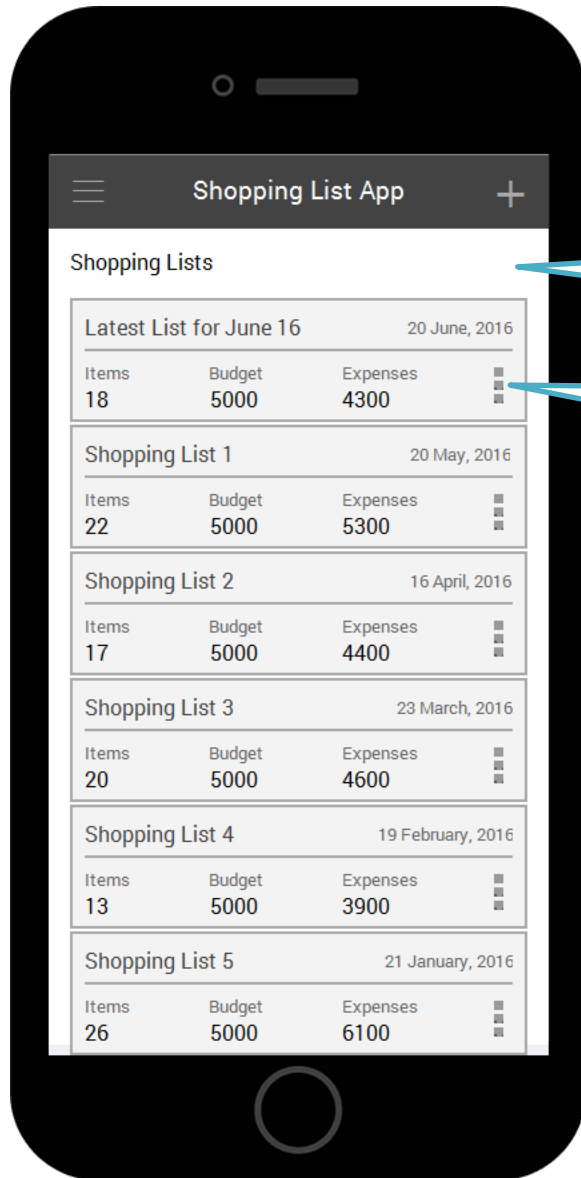 Shopping List App
Shopping Lists
Latest List for June 16 20 June, 2016
Items Budget Expenses
18 5000 4300
Shopping List 1 20 May, 2016
Items Budget Expenses
22 5000 5300
Shopping List 2 16 April, 2016
Items Budget Expenses
17 5000 4400
Shopping List 3 23 March, 2016
Items Budget Expenses
20 5000 4600
Shopping List 4 19 February, 2016
Items Budget Expenses
13 5000 3900
Shopping List 5 21 January, 2016
Items Budget Expenses
26 5000 6100